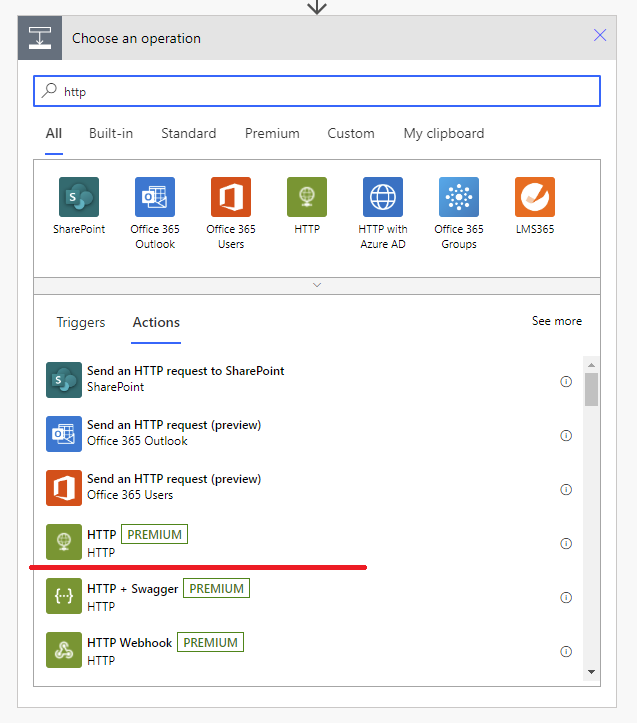 Choose an operation
http
All Built-in Standard Premium Custom My clipboard
SharePoint Office 365 Outlook Office 365 Users HTTP HTTP with Azure AD Office 365 Groups LMS365
Triggers Actions See more
Send an HTTP request to SharePoint
SharePoint
Send an HTTP request (preview)
Office 365 Outlook
Send an HTTP request (preview)
Office 365 Users
HTTP PREMIUM
HTTP
HTTP + Swagger PREMIUM
HTTP
HTTP Webhook PREMIUM
HTTP